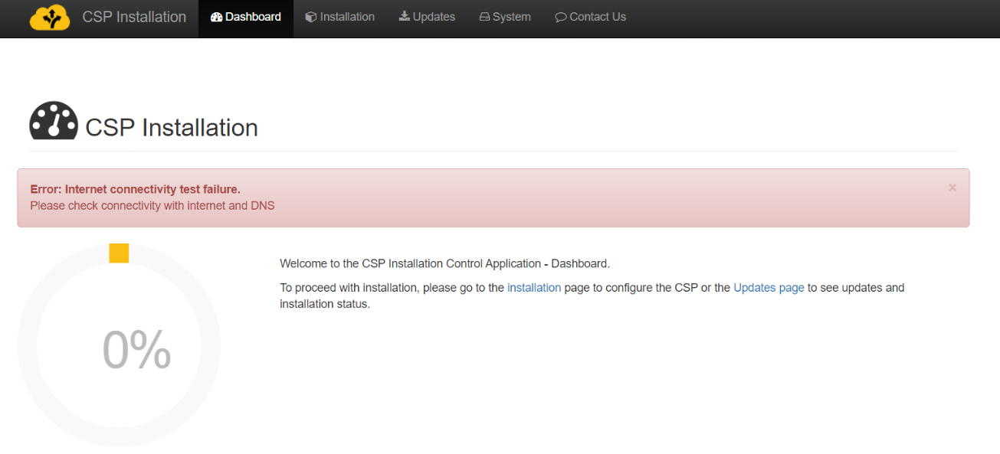 CSP Installation Dashboard Installation Updates System Contact Us
CSP Installation
Error: Internet connectivity test failure.
×
Please check connectivity with internet and DNS
Welcome to the CSP Installation Control Application - Dashboard.
To proceed with installation, please go to the installation page to configure the CSP or the Updates page to see updates and
installation status.
0%